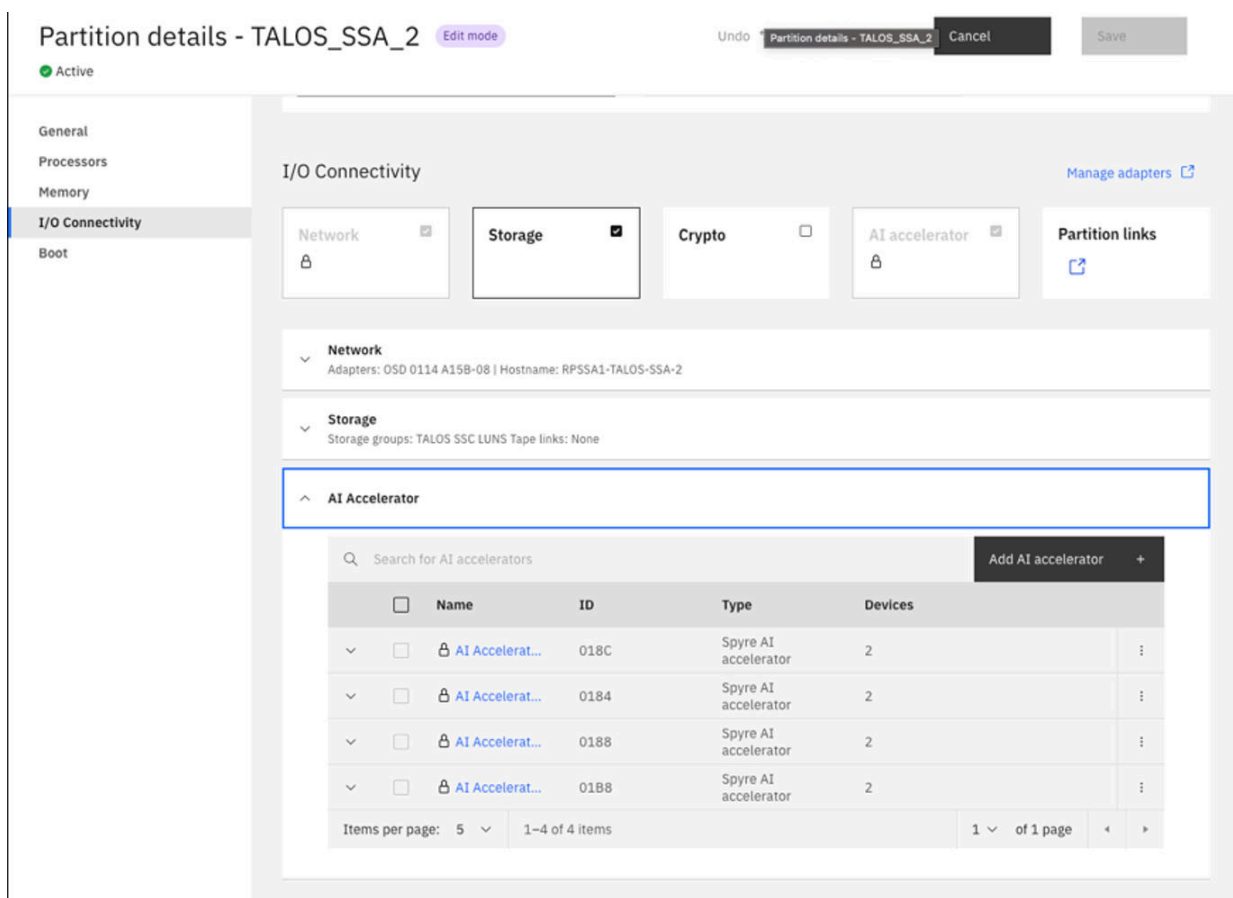 Partition details - TALOS_SSA_2 Edit mode
Undo Partition details - TALOS_SSA_2 Cancel Save
Active
General
Processors
Memory
I/O Connectivity
Boot
I/O Connectivity Manage adapters
Network Storage Crypto AI accelerator Partition links
Network
Adapters: OSD 0114 A15B-08 | Hostname: RPSSA1-TALOS-SSA-2
Storage
Storage groups: TALOS SSC LUNS Tape links: None
AI Accelerator
Search for AI accelerators Add AI accelerator +
Name ID Type Devices
AI Accelerat... 018C Spyre AI accelerator 2
AI Accelerat... 0184 Spyre AI accelerator 2
AI Accelerat... 0188 Spyre AI accelerator 2
AI Accelerat... 01B8 Spyre AI accelerator 2
Items per page: 5 1–4 of 4 items 1 of 1 page